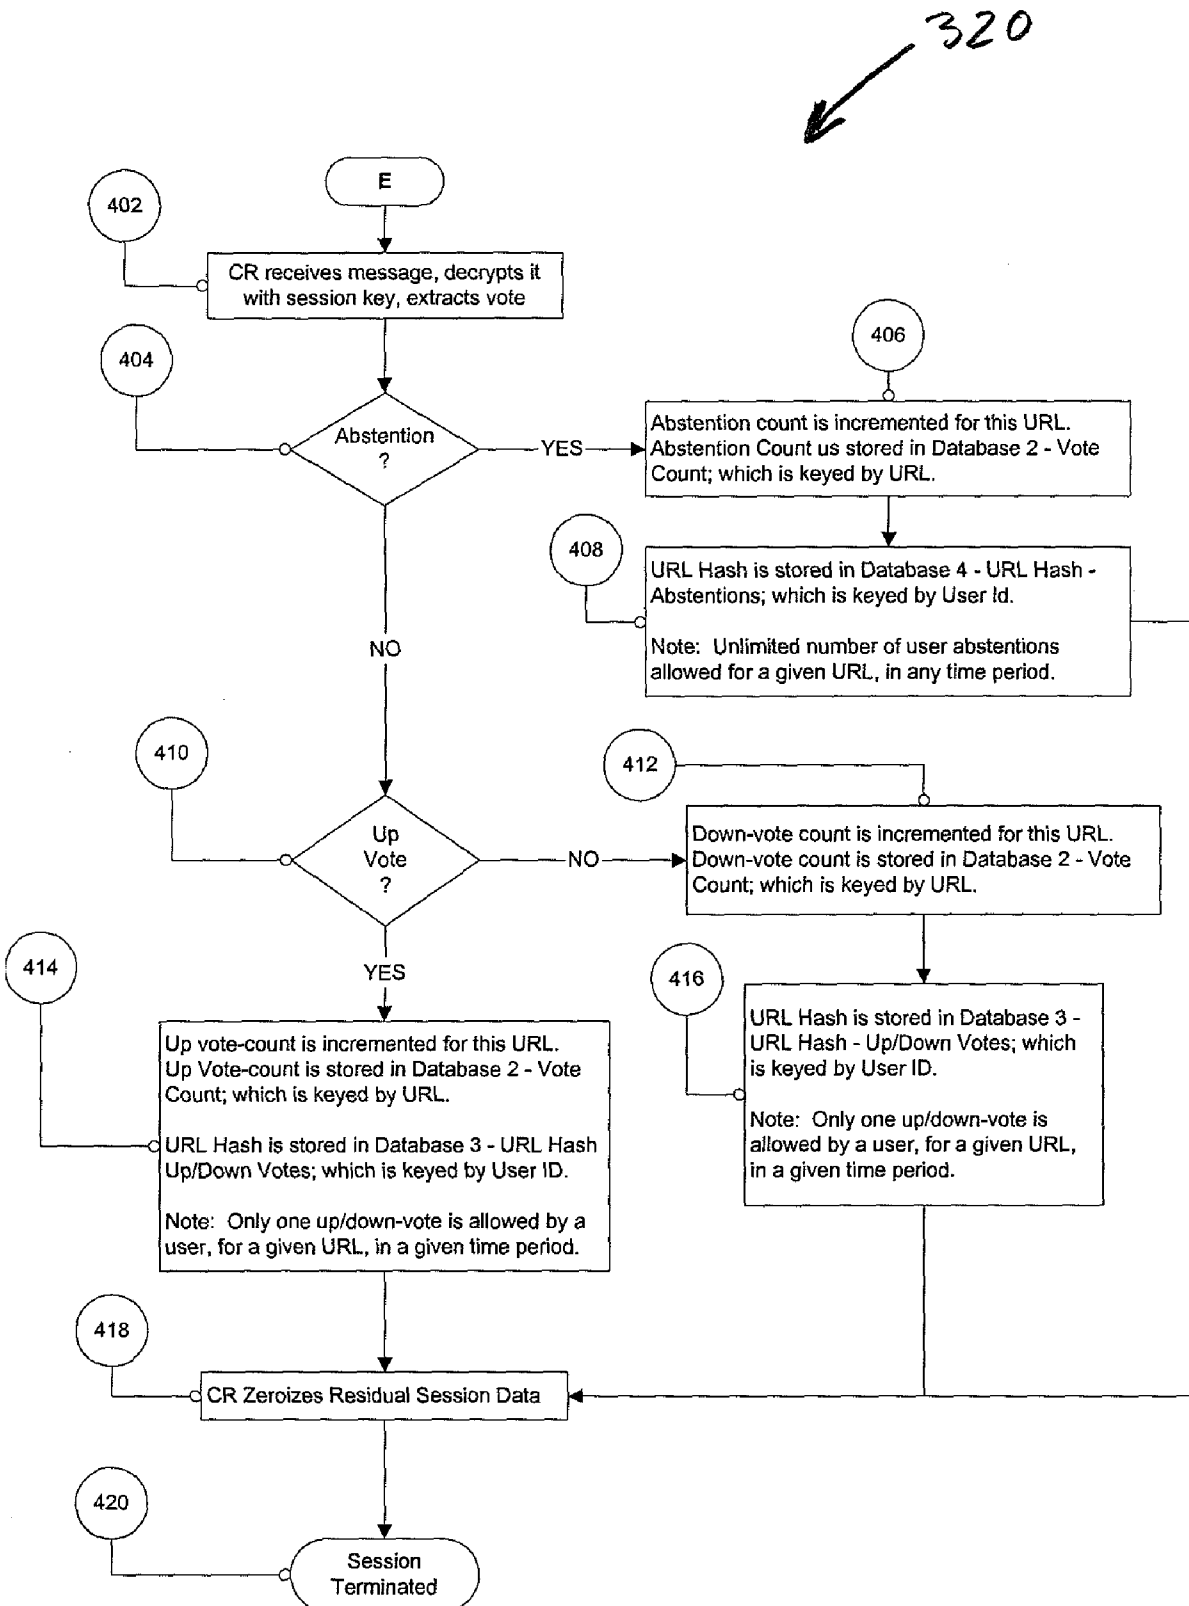 320
E
402
CR receives message, decrypts it
with session key, extracts vote
404
406
Abstention
?
YES
Abstention count is incremented for this URL.
Abstention Count us stored in Database 2 - Vote
Count; which is keyed by URL.
408
URL Hash is stored in Database 4 - URL Hash -
Abstentions; which is keyed by User Id.
Note: Unlimited number of user abstentions
allowed for a given URL, in any time period.
NO
410
412
Up
Vote
?
NO
Down-vote count is incremented for this URL.
Down-vote count is stored in Database 2 - Vote
Count; which is keyed by URL.
YES
414
416
Up vote-count is incremented for this URL.
Up Vote-count is stored in Database 2 - Vote
Count; which is keyed by URL.
URL Hash is stored in Database 3 - URL Hash
Up/Down Votes; which is keyed by User ID.
Note: Only one up/down-vote is allowed by a
user, for a given URL, in a given time period.
URL Hash is stored in Database 3 -
URL Hash - Up/Down Votes; which
is keyed by User ID.
Note: Only one up/down-vote is
allowed by a user, for a given URL,
in a given time period.
418
CR Zeroizes Residual Session Data
420
Session
Terminated